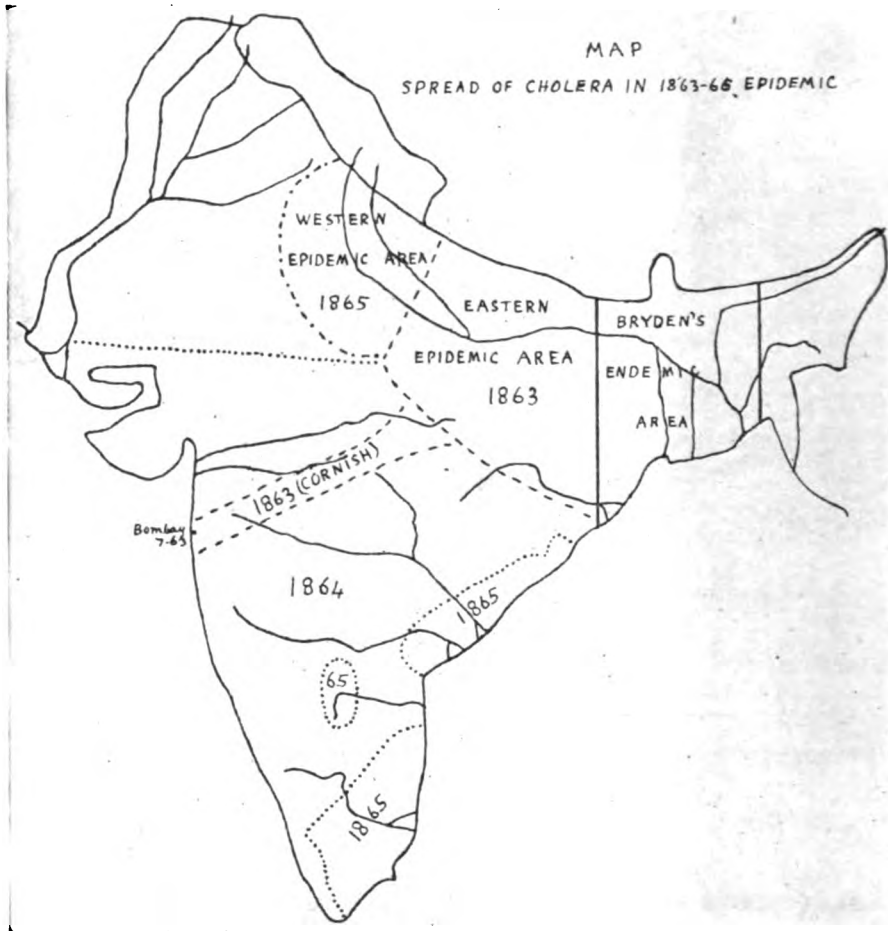 MAP
SPREAD OF CHOLERA IN 1863-65 EPIDEMIC
WESTERN
EPIDEMIC AREA
1865
EASTERN
EPIDEMIC AREA
1863
BRYDEN'S
ENDEMIC
AREA
1863 (CORNISH)
Bombay
7-63
1864
1865
65
1865